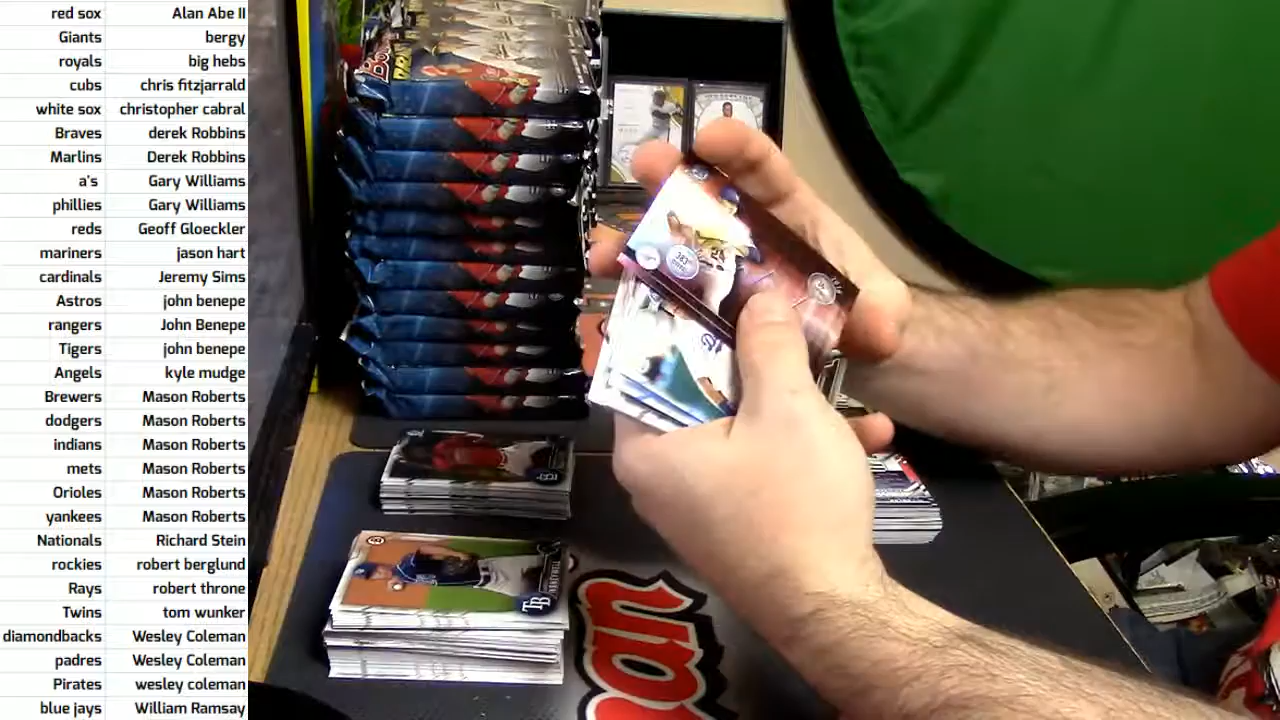 red sox Alan Abe II
Giants bergy
royals big hebs
cubs chris fitzjarrald
white sox christopher cabral
Braves derek Robbins
Marlins Derek Robbins
a's Gary Williams
phillies Gary Williams
reds Geoff Gloeckler
mariners jason hart
cardinals Jeremy Sims
Astros john benepe
rangers John Benepe
Tigers john benepe
Angels kyle mudge
Brewers Mason Roberts
dodgers Mason Roberts
indians Mason Roberts
mets Mason Roberts
Orioles Mason Roberts
yankees Mason Roberts
Nationals Richard Stein
rockies robert berglund
Rays robert throne
Twins tom wunker
diamondbacks Wesley Coleman
padres Wesley Coleman
Pirates wesley coleman
blue jays William Ramsay
383
HONEYWELL
TB